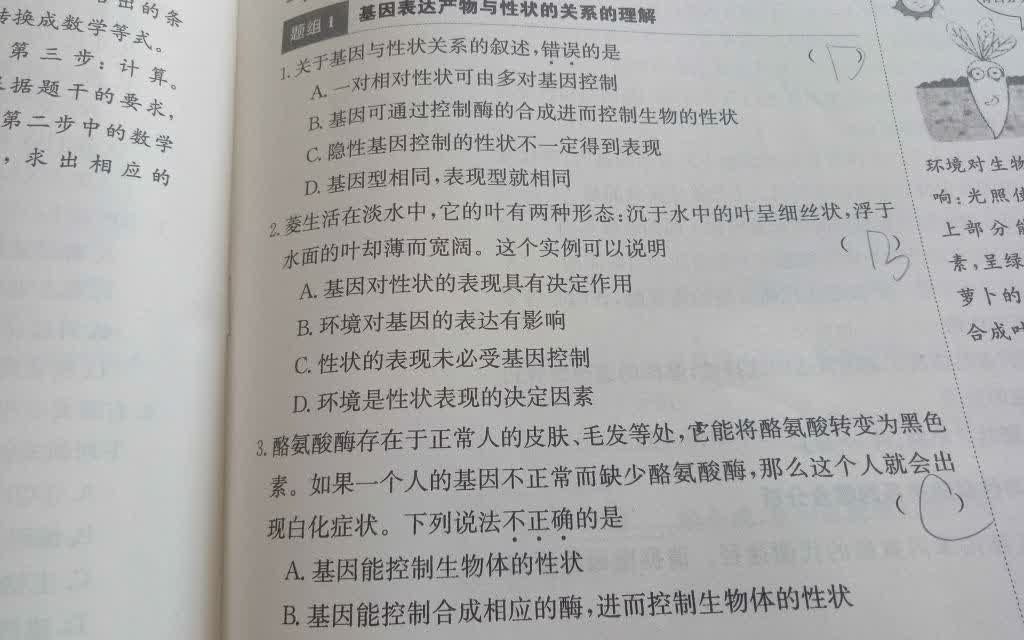 出的条
转换成数学等式。
第三步：计算。
据题干的要求，
第二步中的数学
，求出相应的
题组1 基因表达产物与性状的关系的理解
1.关于基因与性状关系的叙述，错误的是 （D）
A.一对相对性状可由多对基因控制
B.基因可通过控制酶的合成进而控制生物的性状
C.隐性基因控制的性状不一定得到表现
D.基因型相同，表现型就相同
2.菱生活在淡水中，它的叶有两种形态：沉于水中的叶呈细丝状，浮于
水面的叶却薄而宽阔。这个实例可以说明 （B）
A.基因对性状的表现具有决定作用
B.环境对基因的表达有影响
C.性状的表现未必受基因控制
D.环境是性状表现的决定因素
3.酪氨酸酶存在于正常人的皮肤、毛发等处，它能将酪氨酸转变为黑色
素。如果一个人的基因不正常而缺少酪氨酸酶，那么这个人就会出
现白化症状。下列说法不正确的是 （C）
A.基因能控制生物体的性状
B.基因能控制合成相应的酶，进而控制生物体的性状
环境对生物
响：光照使
上部分
素，呈绿
萝卜的
合成叶